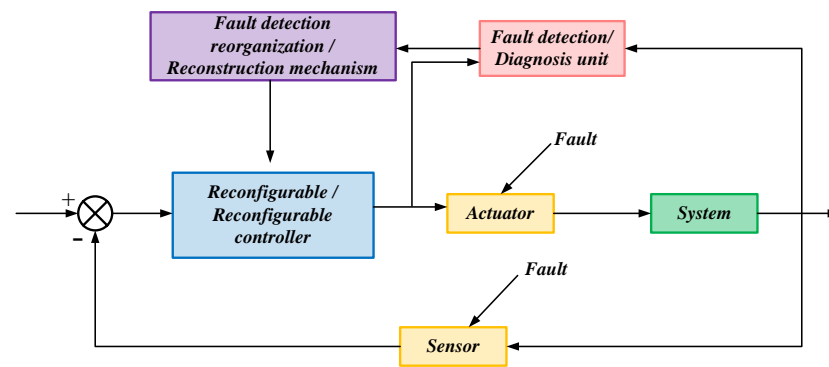 Fault detection
reorganization /
Reconstruction mechanism
Fault detection/
Diagnosis unit
Fault
+
-
Reconfigurable /
Reconfigurable
controller
Actuator
System
Fault
Sensor